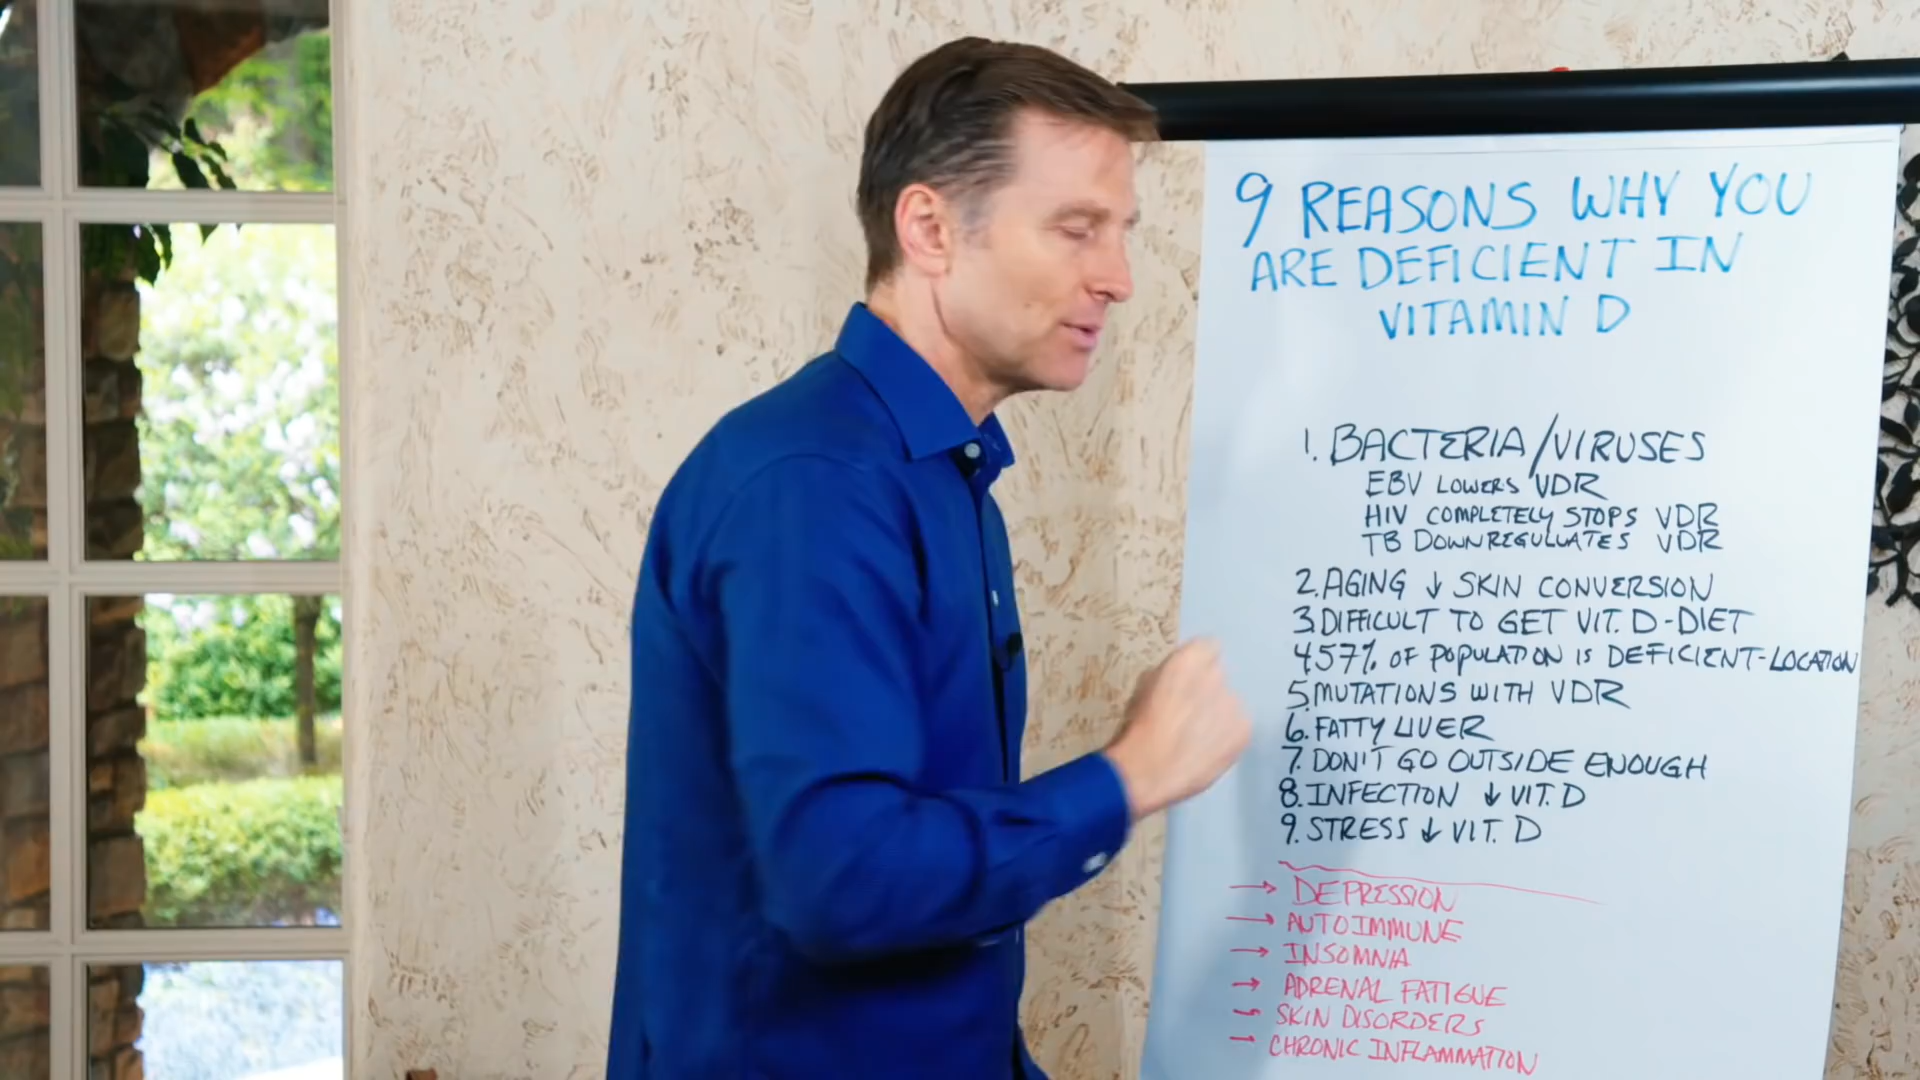 9 REASONS WHY YOU
ARE DEFICIENT IN
VITAMIN D
1. BACTERIA/VIRUSES
EBV LOWERS VDR
HIV COMPLETELY STOPS VDR
TB DOWNREGULUATES VDR
2. AGING ↓ SKIN CONVERSION
3. DIFFICULT TO GET VIT. D-DIET
4. 57% OF POPULATION IS DEFICIENT-LOCATION
5. MUTATIONS WITH VDR
6. FATTY LIVER
7. DON'T GO OUTSIDE ENOUGH
8. INFECTION ↓ VIT. D
9. STRESS ↓ VIT. D
→ DEPRESSION
→ AUTOIMMUNE
→ INSOMNIA
→ ADRENAL FATIGUE
→ SKIN DISORDERS
→ CHRONIC INFLAMMATION